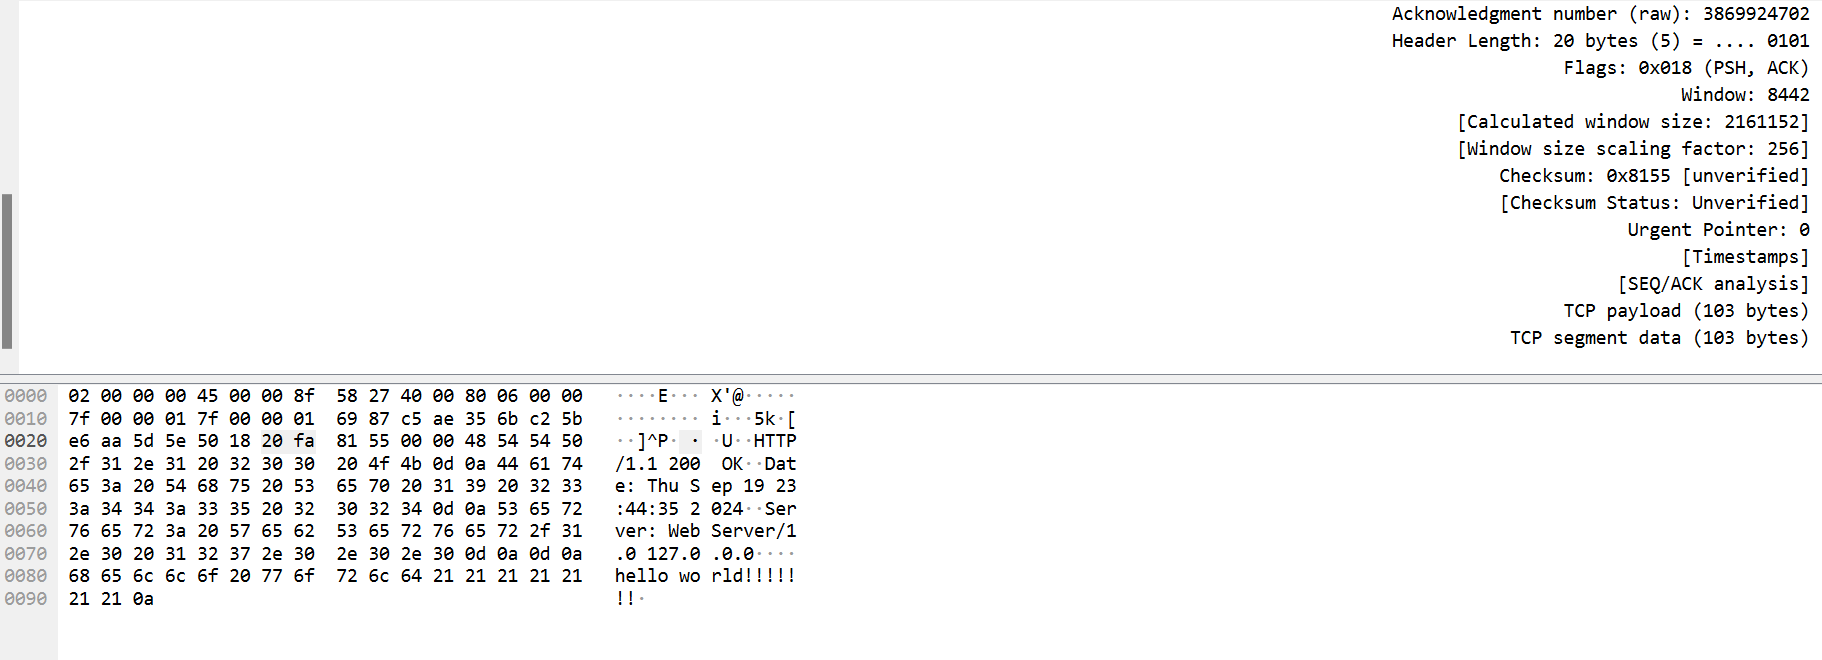 Acknowledgment number (raw): 3869924702
Header Length: 20 bytes (5) = .... 0101
Flags: 0x018 (PSH, ACK)
Window: 8442
[Calculated window size: 2161152]
[Window size scaling factor: 256]
Checksum: 0x8155 [unverified]
[Checksum Status: Unverified]
Urgent Pointer: 0
[Timestamps]
[SEQ/ACK analysis]
TCP payload (103 bytes)
TCP segment data (103 bytes)
0000 02 00 00 00 45 00 00 8f 58 27 40 00 80 06 00 00 ····E··· X'@·····
0010 7f 00 00 01 7f 00 00 01 69 87 c5 ae 35 6b c2 5b ········ i···5k·[
0020 e6 aa 5d 5e 50 18 20 fa 81 55 00 00 48 54 54 50 ··]^P· · ·U··HTTP
0030 2f 31 2e 31 20 32 30 30 20 4f 4b 0d 0a 44 61 74 /1.1 200 OK··Dat
0040 65 3a 20 54 68 75 20 53 65 70 20 31 39 20 32 33 e: Thu S ep 19 23
0050 3a 34 34 3a 33 35 20 32 30 32 34 0d 0a 53 65 72 :44:35 2 024··Ser
0060 76 65 72 3a 20 57 65 62 53 65 72 76 65 72 2f 31 ver: Web Server/1
0070 2e 30 20 31 32 37 2e 30 2e 30 2e 30 0d 0a 0d 0a .0 127.0 .0.0····
0080 68 65 6c 6c 6f 20 77 6f 72 6c 64 21 21 21 21 21 hello wo rld!!!!!
0090 21 21 0a !!·